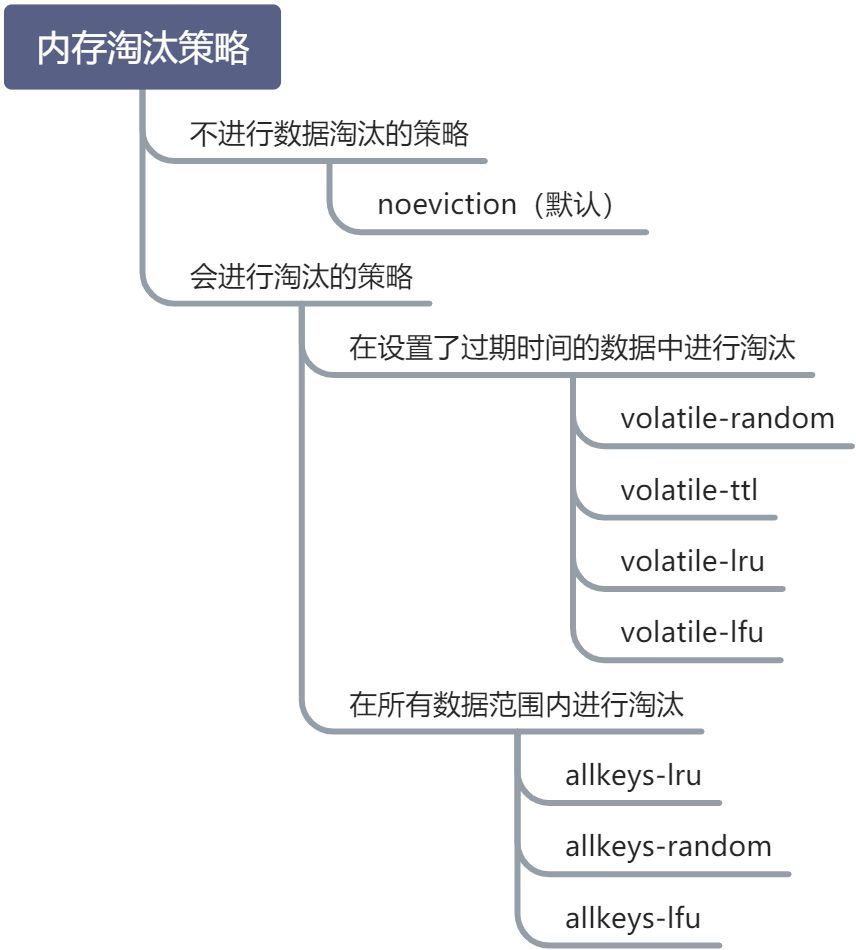 内存淘汰策略
不进行数据淘汰的策略
noeviction（默认）
会进行淘汰的策略
在设置了过期时间的数据中进行淘汰
volatile-random
volatile-ttl
volatile-lru
volatile-lfu
在所有数据范围内进行淘汰
allkeys-lru
allkeys-random
allkeys-lfu